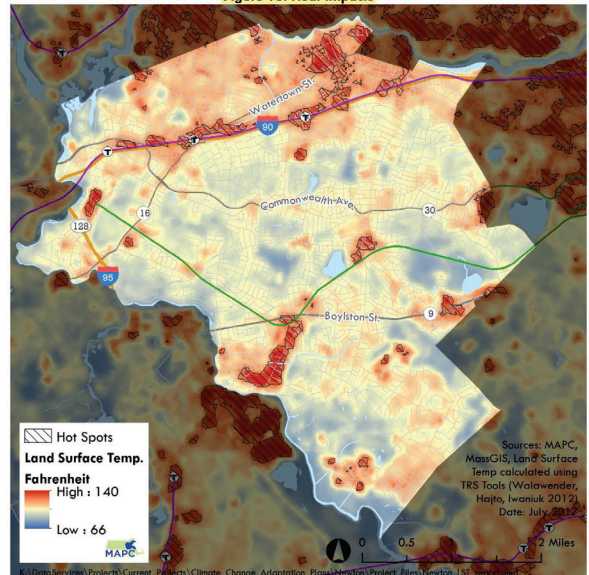 Watertown St.
90
T
T
T
Commonwealth Ave.
30
16
128
95
Boylston St.
9
Hot Spots
Land Surface Temp.
Fahrenheit
High : 140
Low : 66
MAPC
Sources: MAPC,
MassGIS, Land Surface
Temp calculated using
TRS Tools (Walawender,
Hajto, Iwaniuk 2012)
Date: July, 2017
0 0.5 1 2 Miles